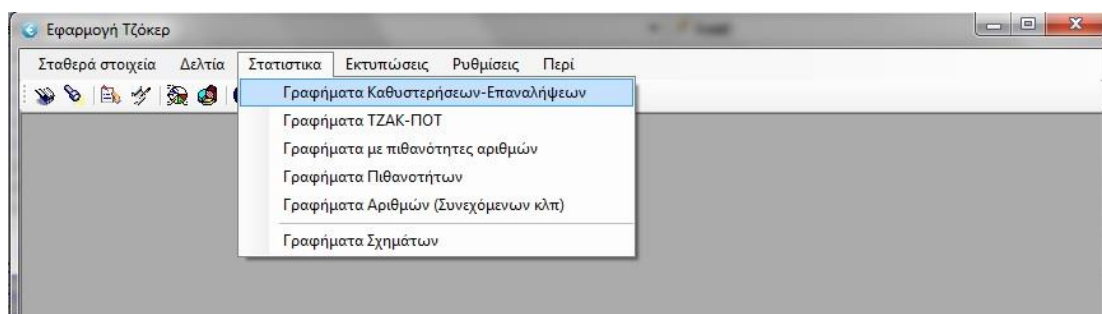 Εφαρμογή Τζόκερ
Σταθερά στοιχεία Δελτία Στατιστικα Εκτυπώσεις Ρυθμίσεις Περί
Γραφήματα Καθυστερήσεων-Επαναλήψεων
Γραφήματα ΤΖΑΚ-ΠΟΤ
Γραφήματα με πιθανότητες αριθμών
Γραφήματα Πιθανοτήτων
Γραφήματα Αριθμών (Συνεχόμενων κλπ)
Γραφήματα Σχημάτων